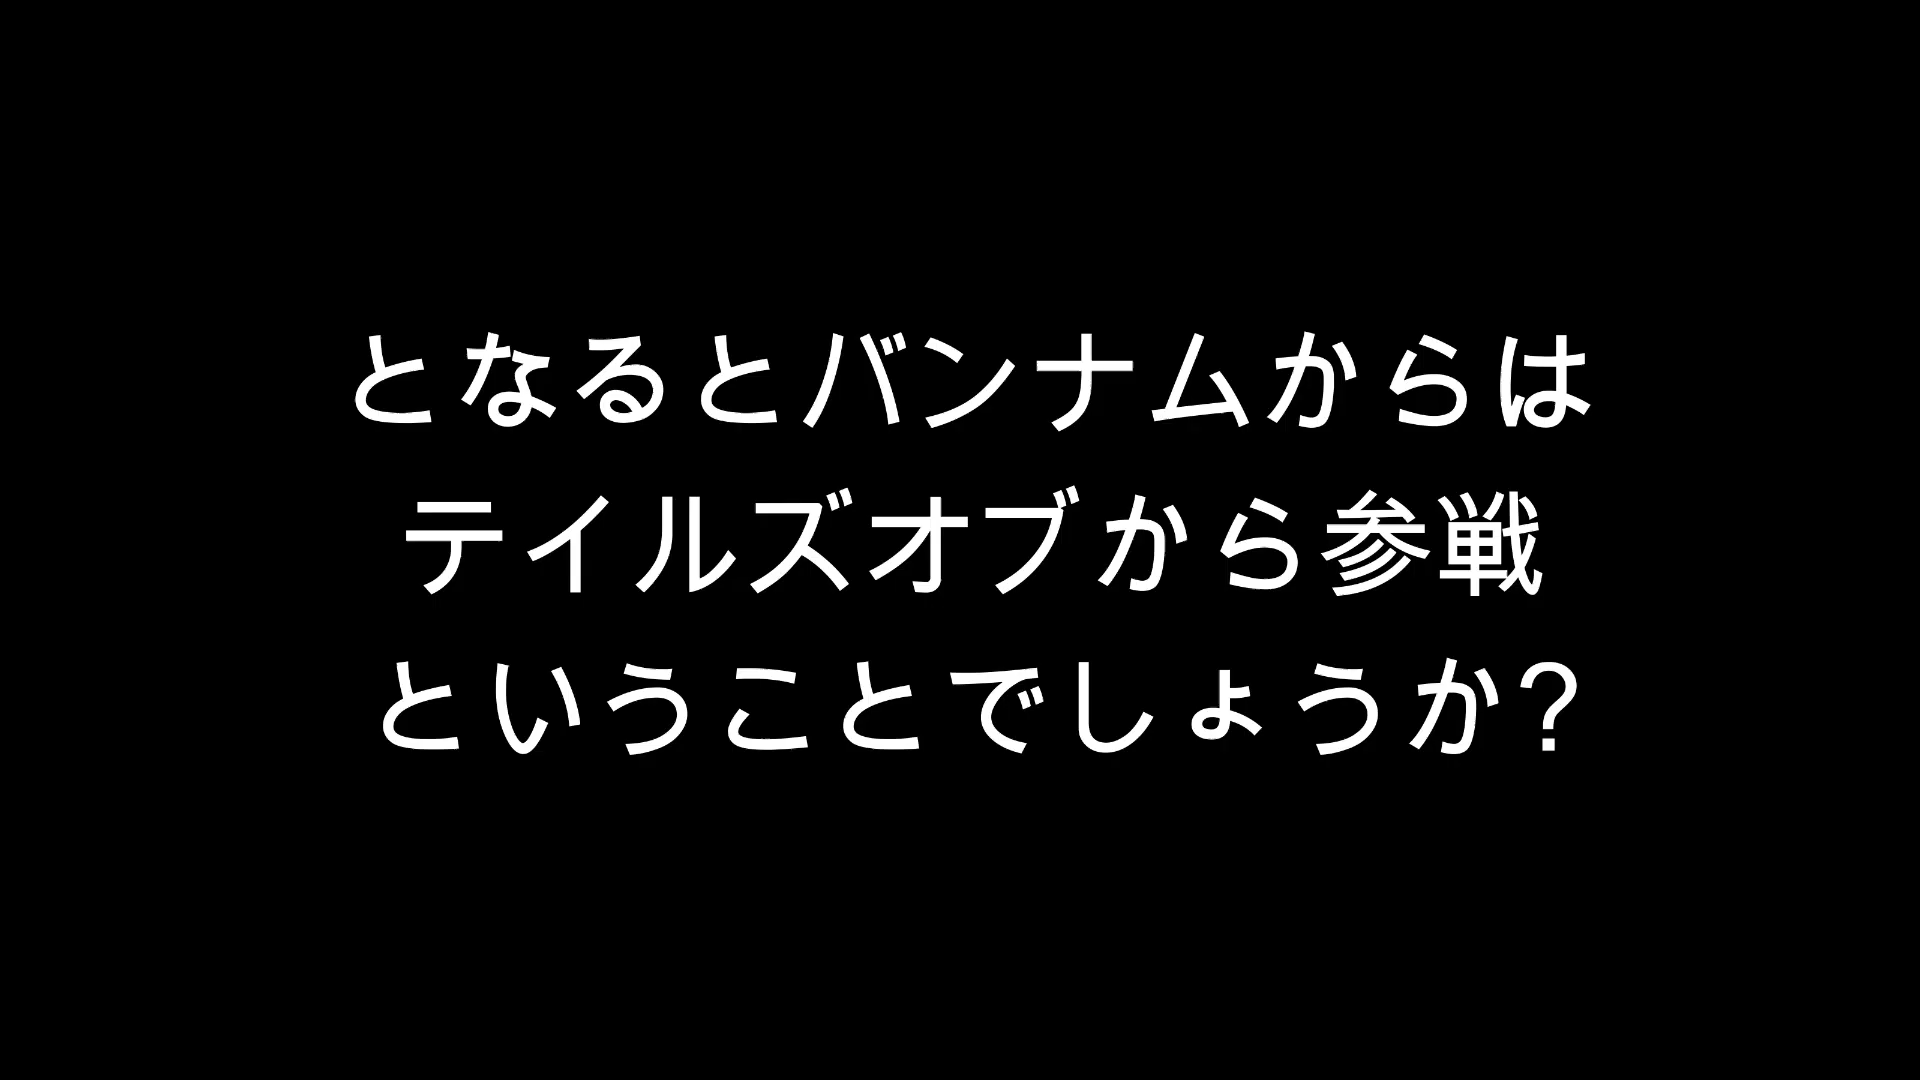 となるとバンナムからは
テイルズオブから参戦
ということでしょうか?